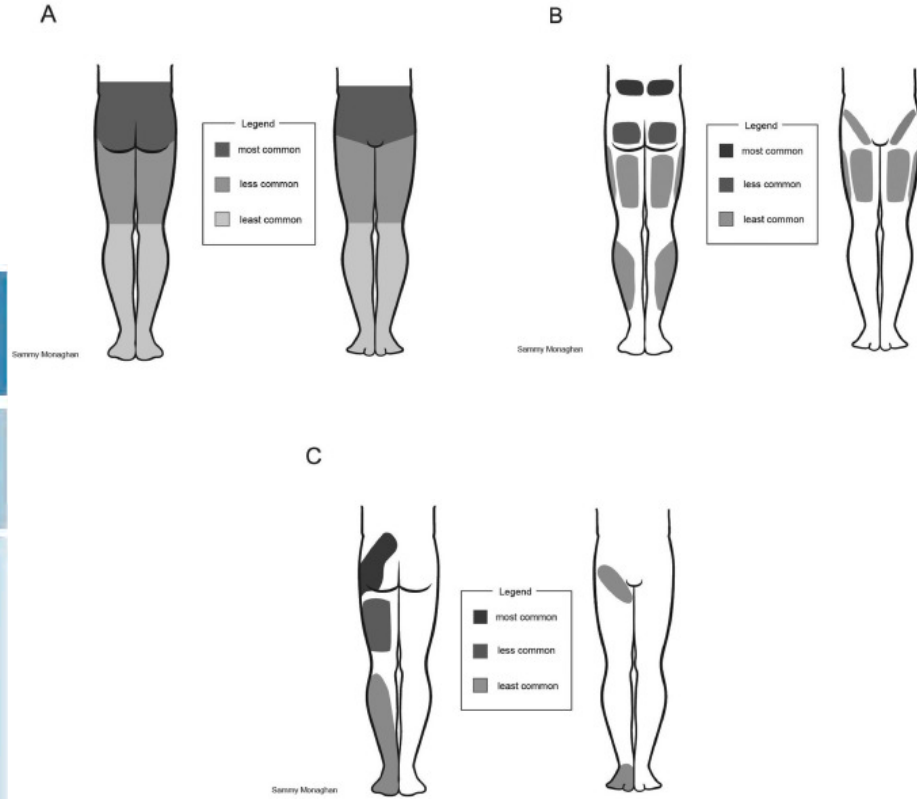 A
Legend
most common
less common
least common
Sammy Monaghan
B
Legend
most common
less common
least common
Sammy Monaghan
C
Legend
most common
less common
least common
Sammy Monaghan